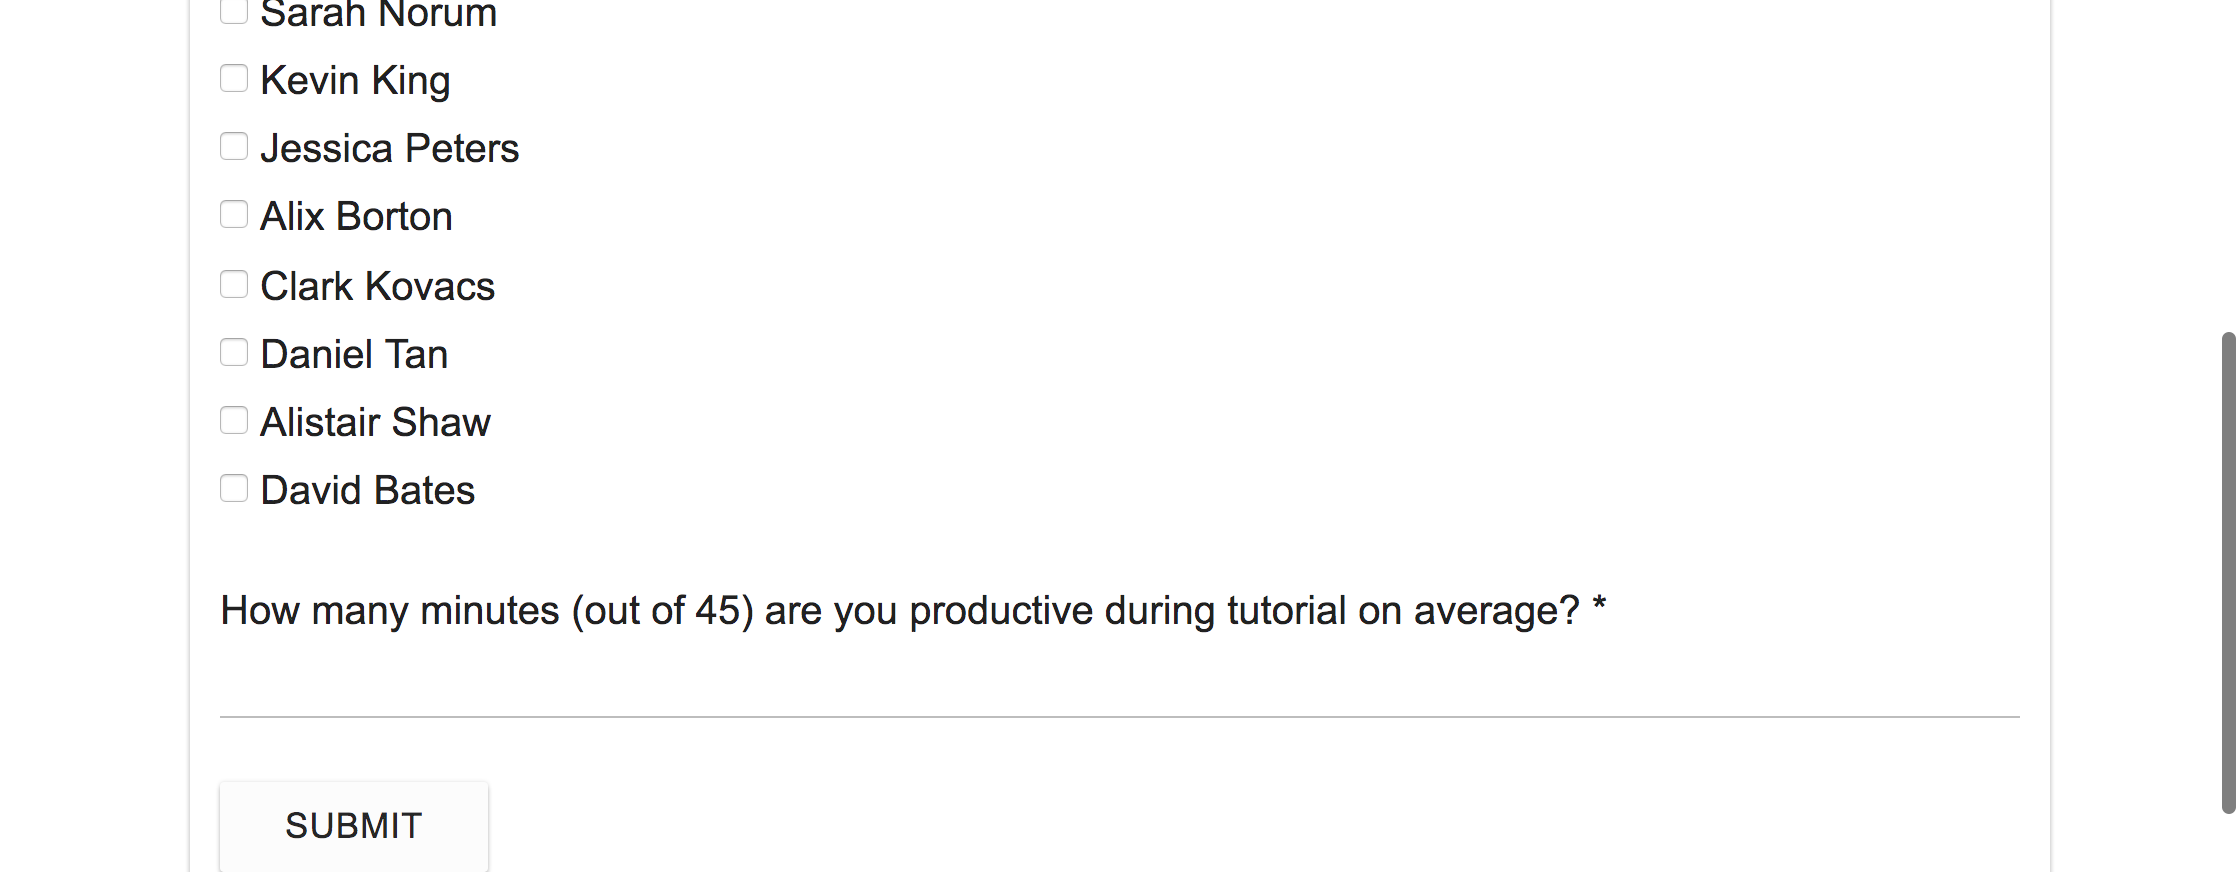 Sarah Norum
Kevin King
Jessica Peters
Alix Borton
Clark Kovacs
Daniel Tan
Alistair Shaw
David Bates
How many minutes (out of 45) are you productive during tutorial on average? *
SUBMIT